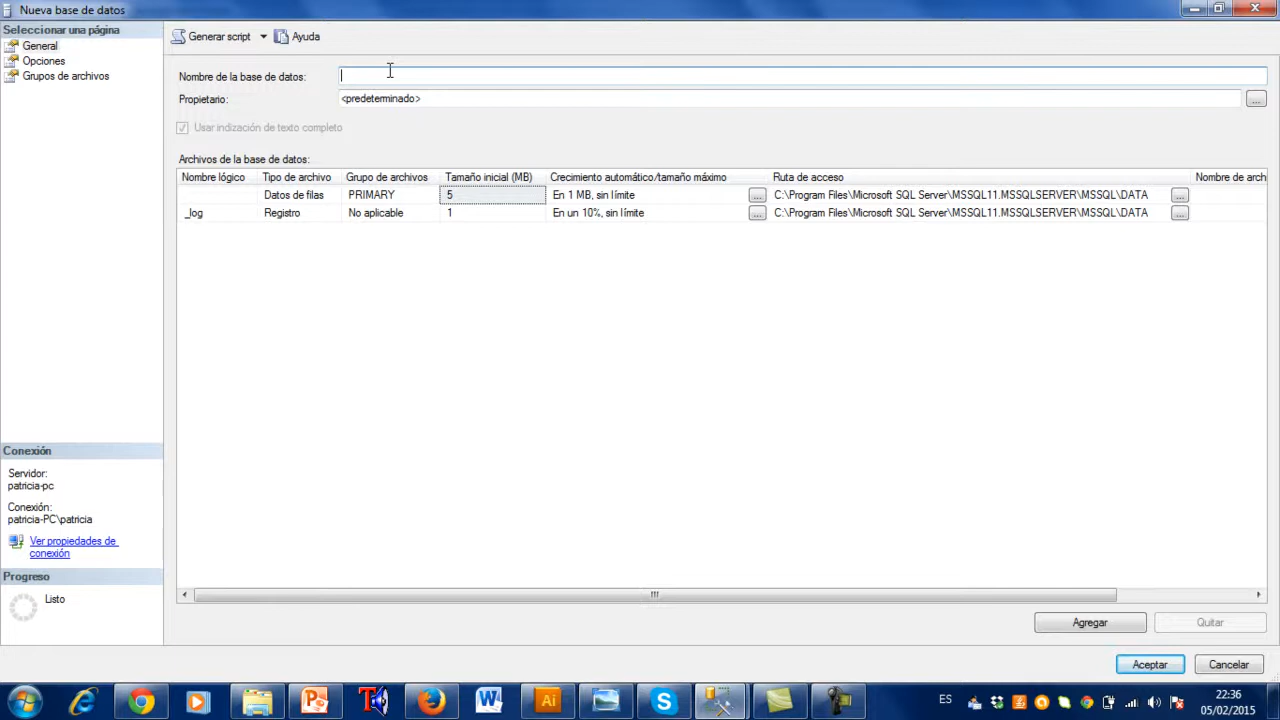 Nueva base de datos
Seleccionar una página
General
Opciones
Grupos de archivos
Generar script
Ayuda
Nombre de la base de datos:
Propietario: <predeterminado> ...
Usar indización de texto completo
Archivos de la base de datos:
Nombre lógico Tipo de archivo Grupo de archivos Tamaño inicial (MB) Crecimiento automático/tamaño máximo Ruta de acceso Nombre de arch
Datos de filas PRIMARY 5 En 1 MB, sin límite ... C:\Program Files\Microsoft SQL Server\MSSQL11.MSSQLSERVER\MSSQL\DATA ...
_log Registro No aplicable 1 En un 10%, sin límite ... C:\Program Files\Microsoft SQL Server\MSSQL11.MSSQLSERVER\MSSQL\DATA ...
Conexión
Servidor:
patricia-pc
Conexión:
patricia-PC\patricia
Ver propiedades de
conexión
Progreso
Listo
Agregar Quitar
Aceptar Cancelar
ES
22:36
05/02/2015